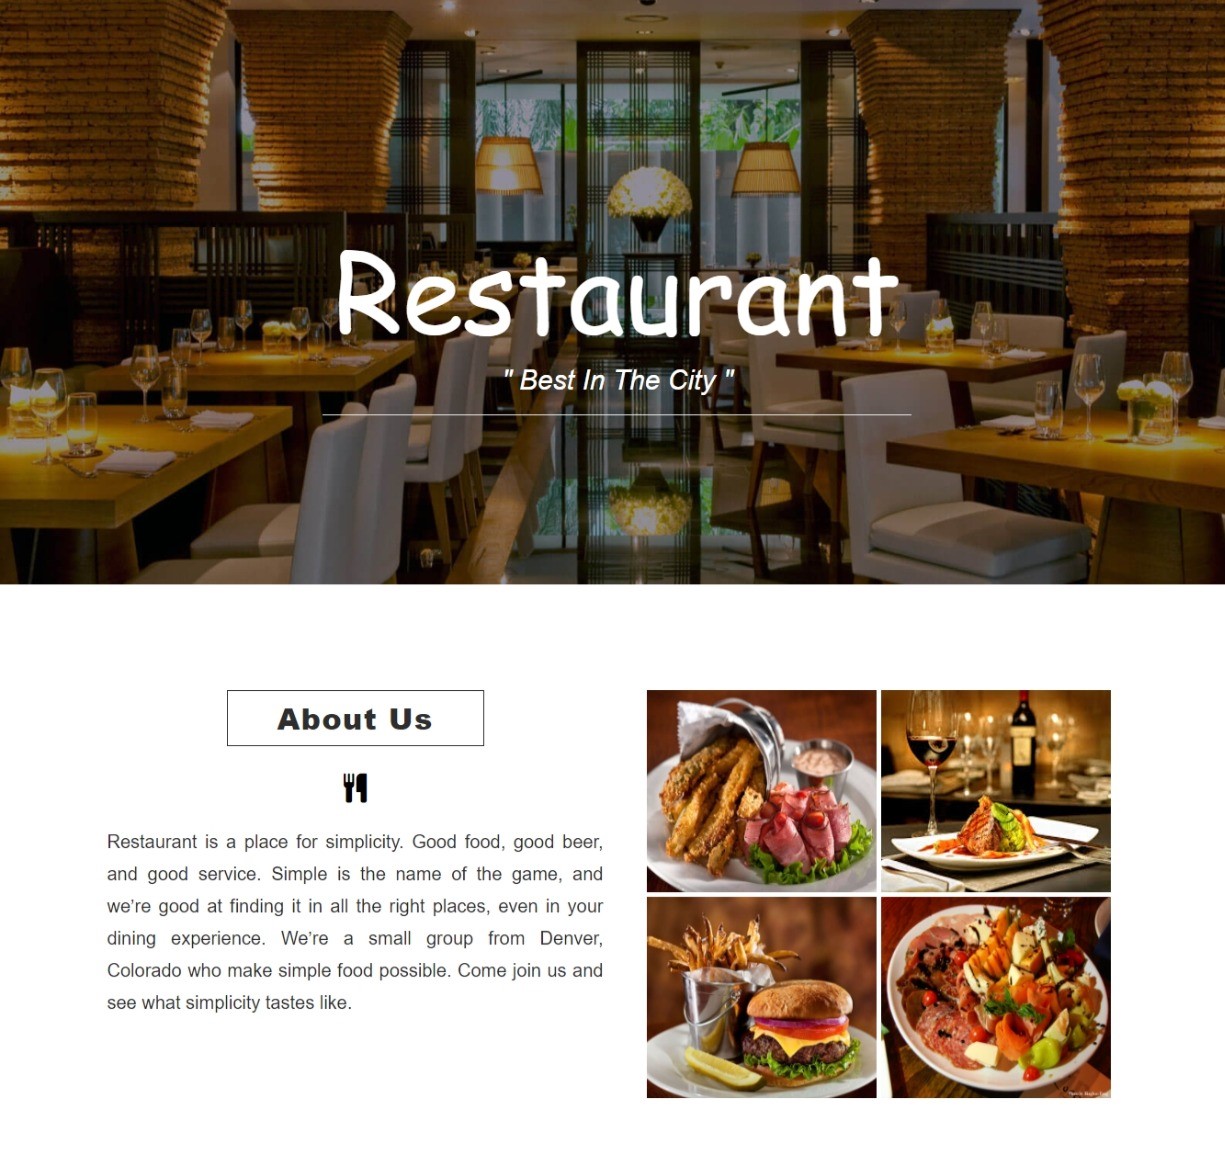 Restaurant
" Best In The City "
About Us
Restaurant is a place for simplicity. Good food, good beer,
and good service. Simple is the name of the game, and
we’re good at finding it in all the right places, even in your
dining experience. We’re a small group from Denver,
Colorado who make simple food possible. Come join us and
see what simplicity tastes like.